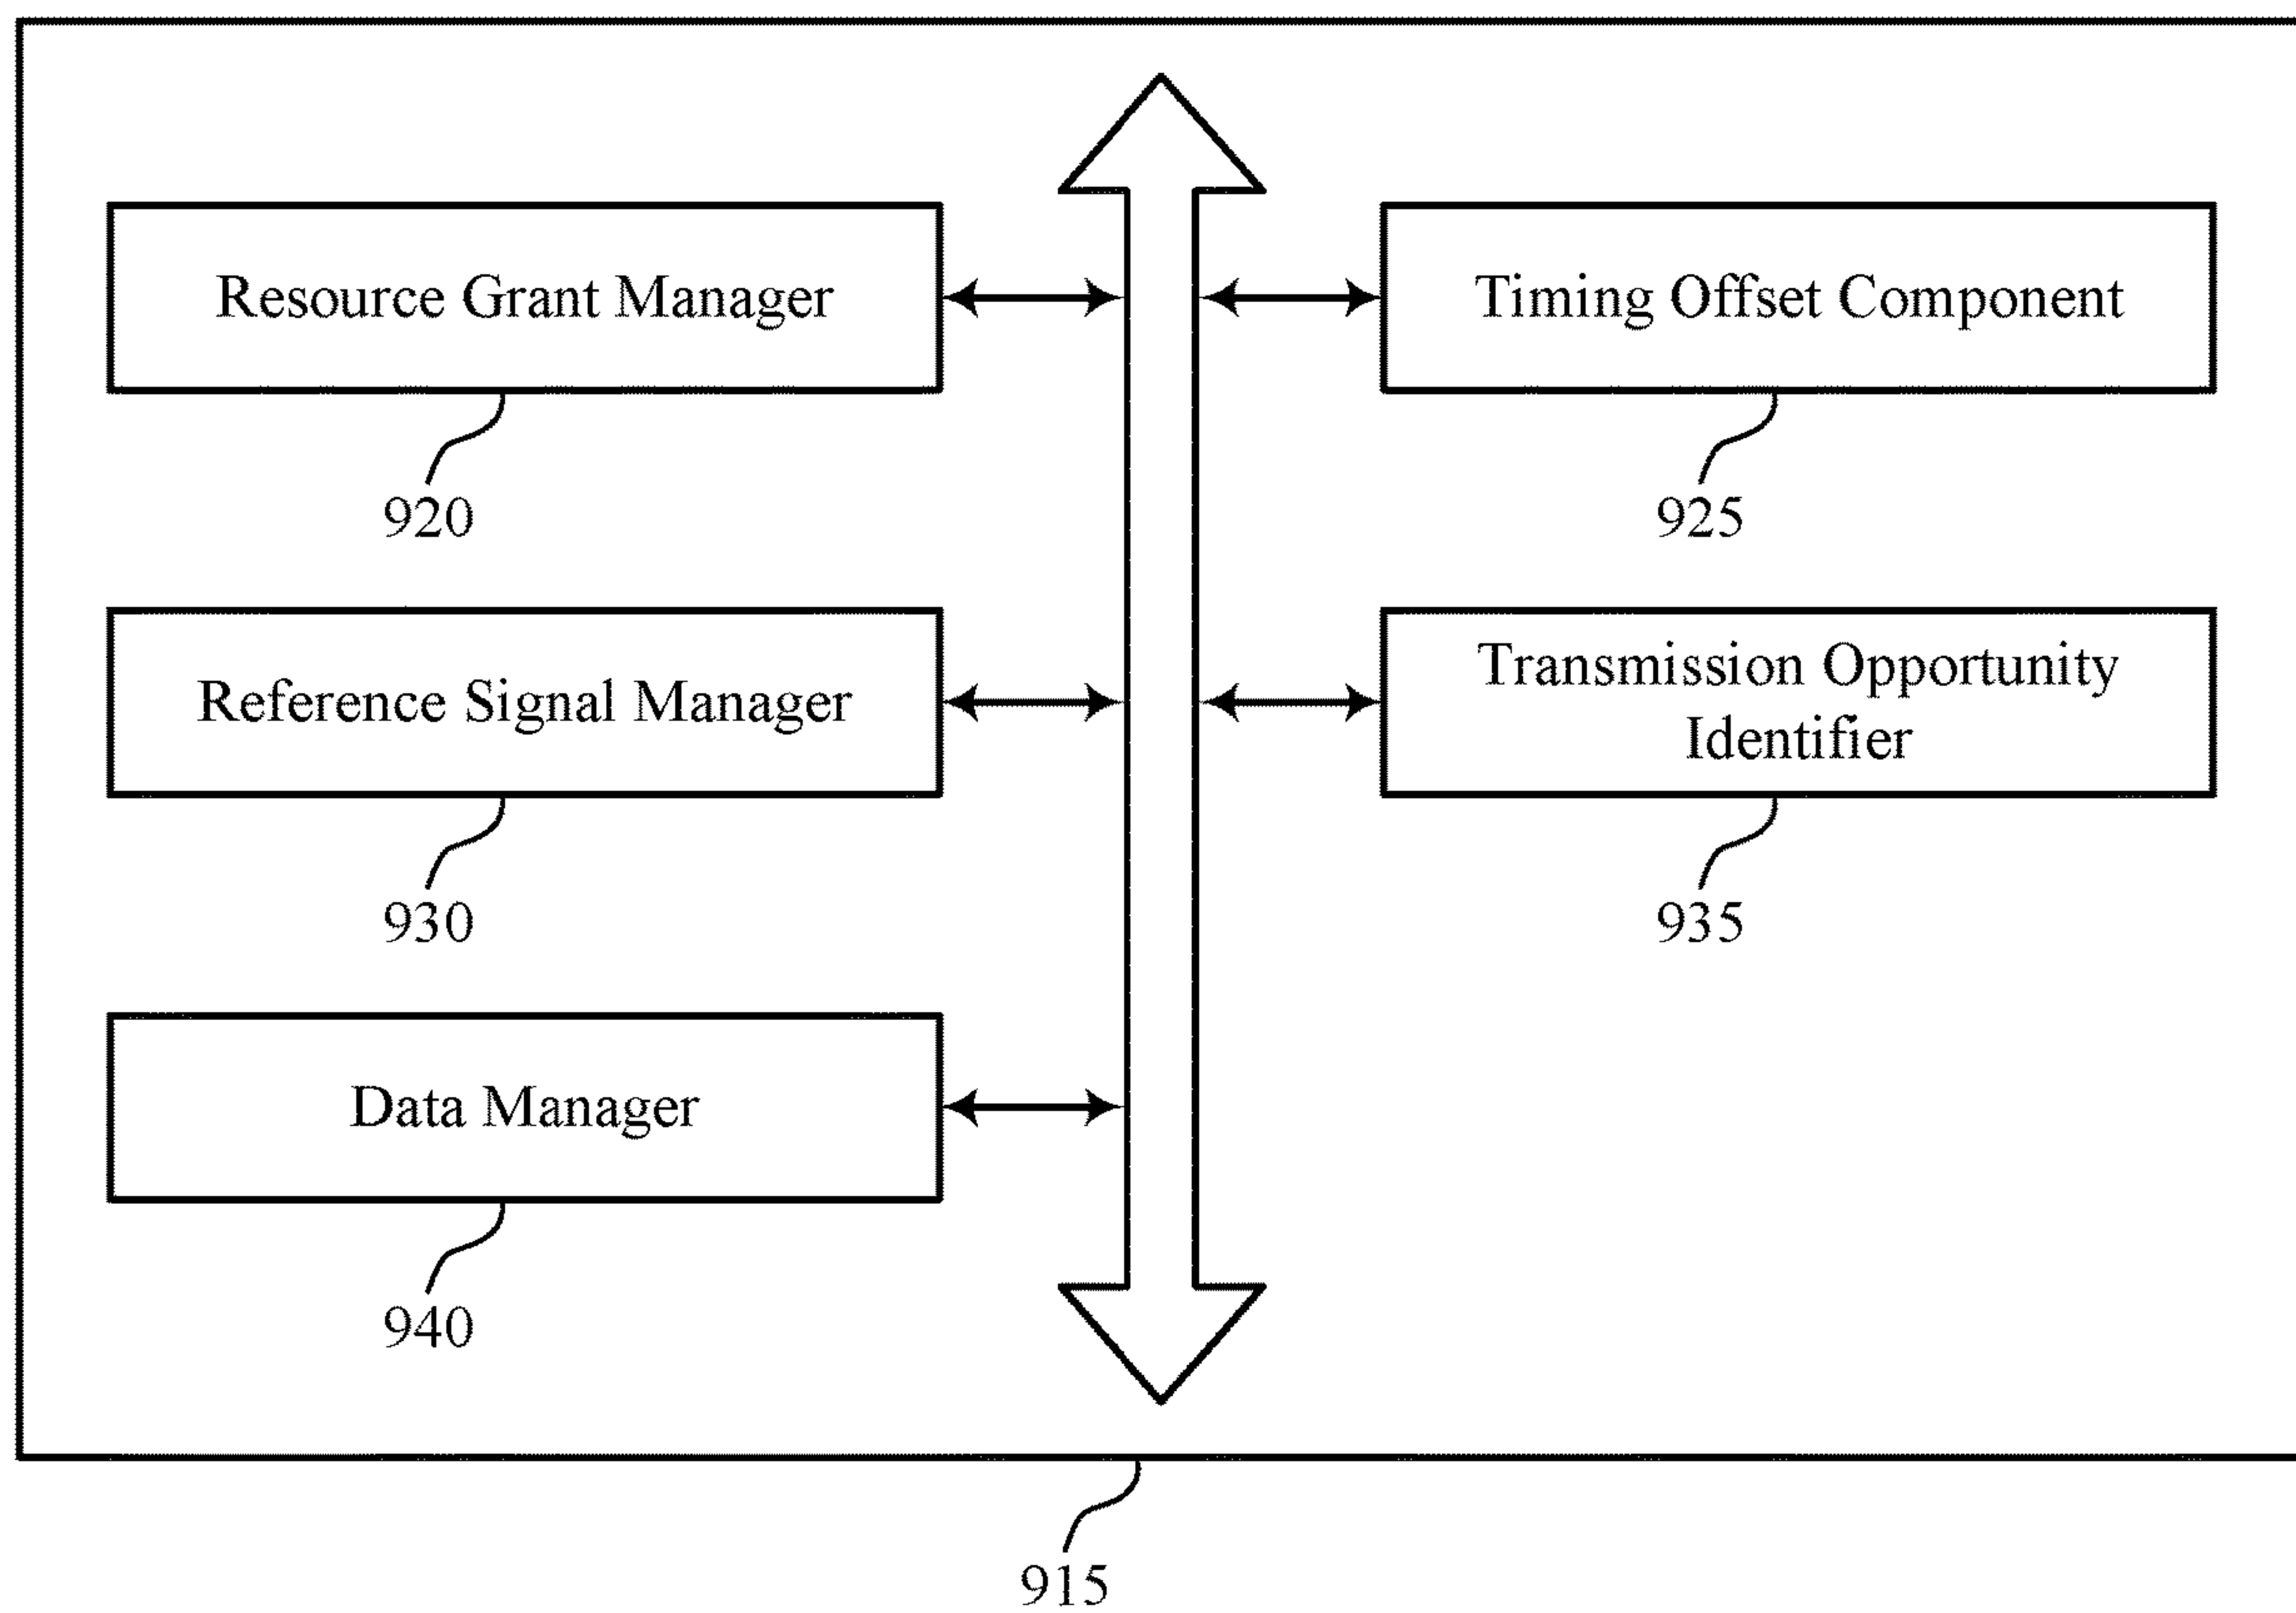 Resource Grant Manager
Timing Offset Component
920
925
Reference Signal Manager
Transmission Opportunity
Identifier
930
935
Data Manager
940
915